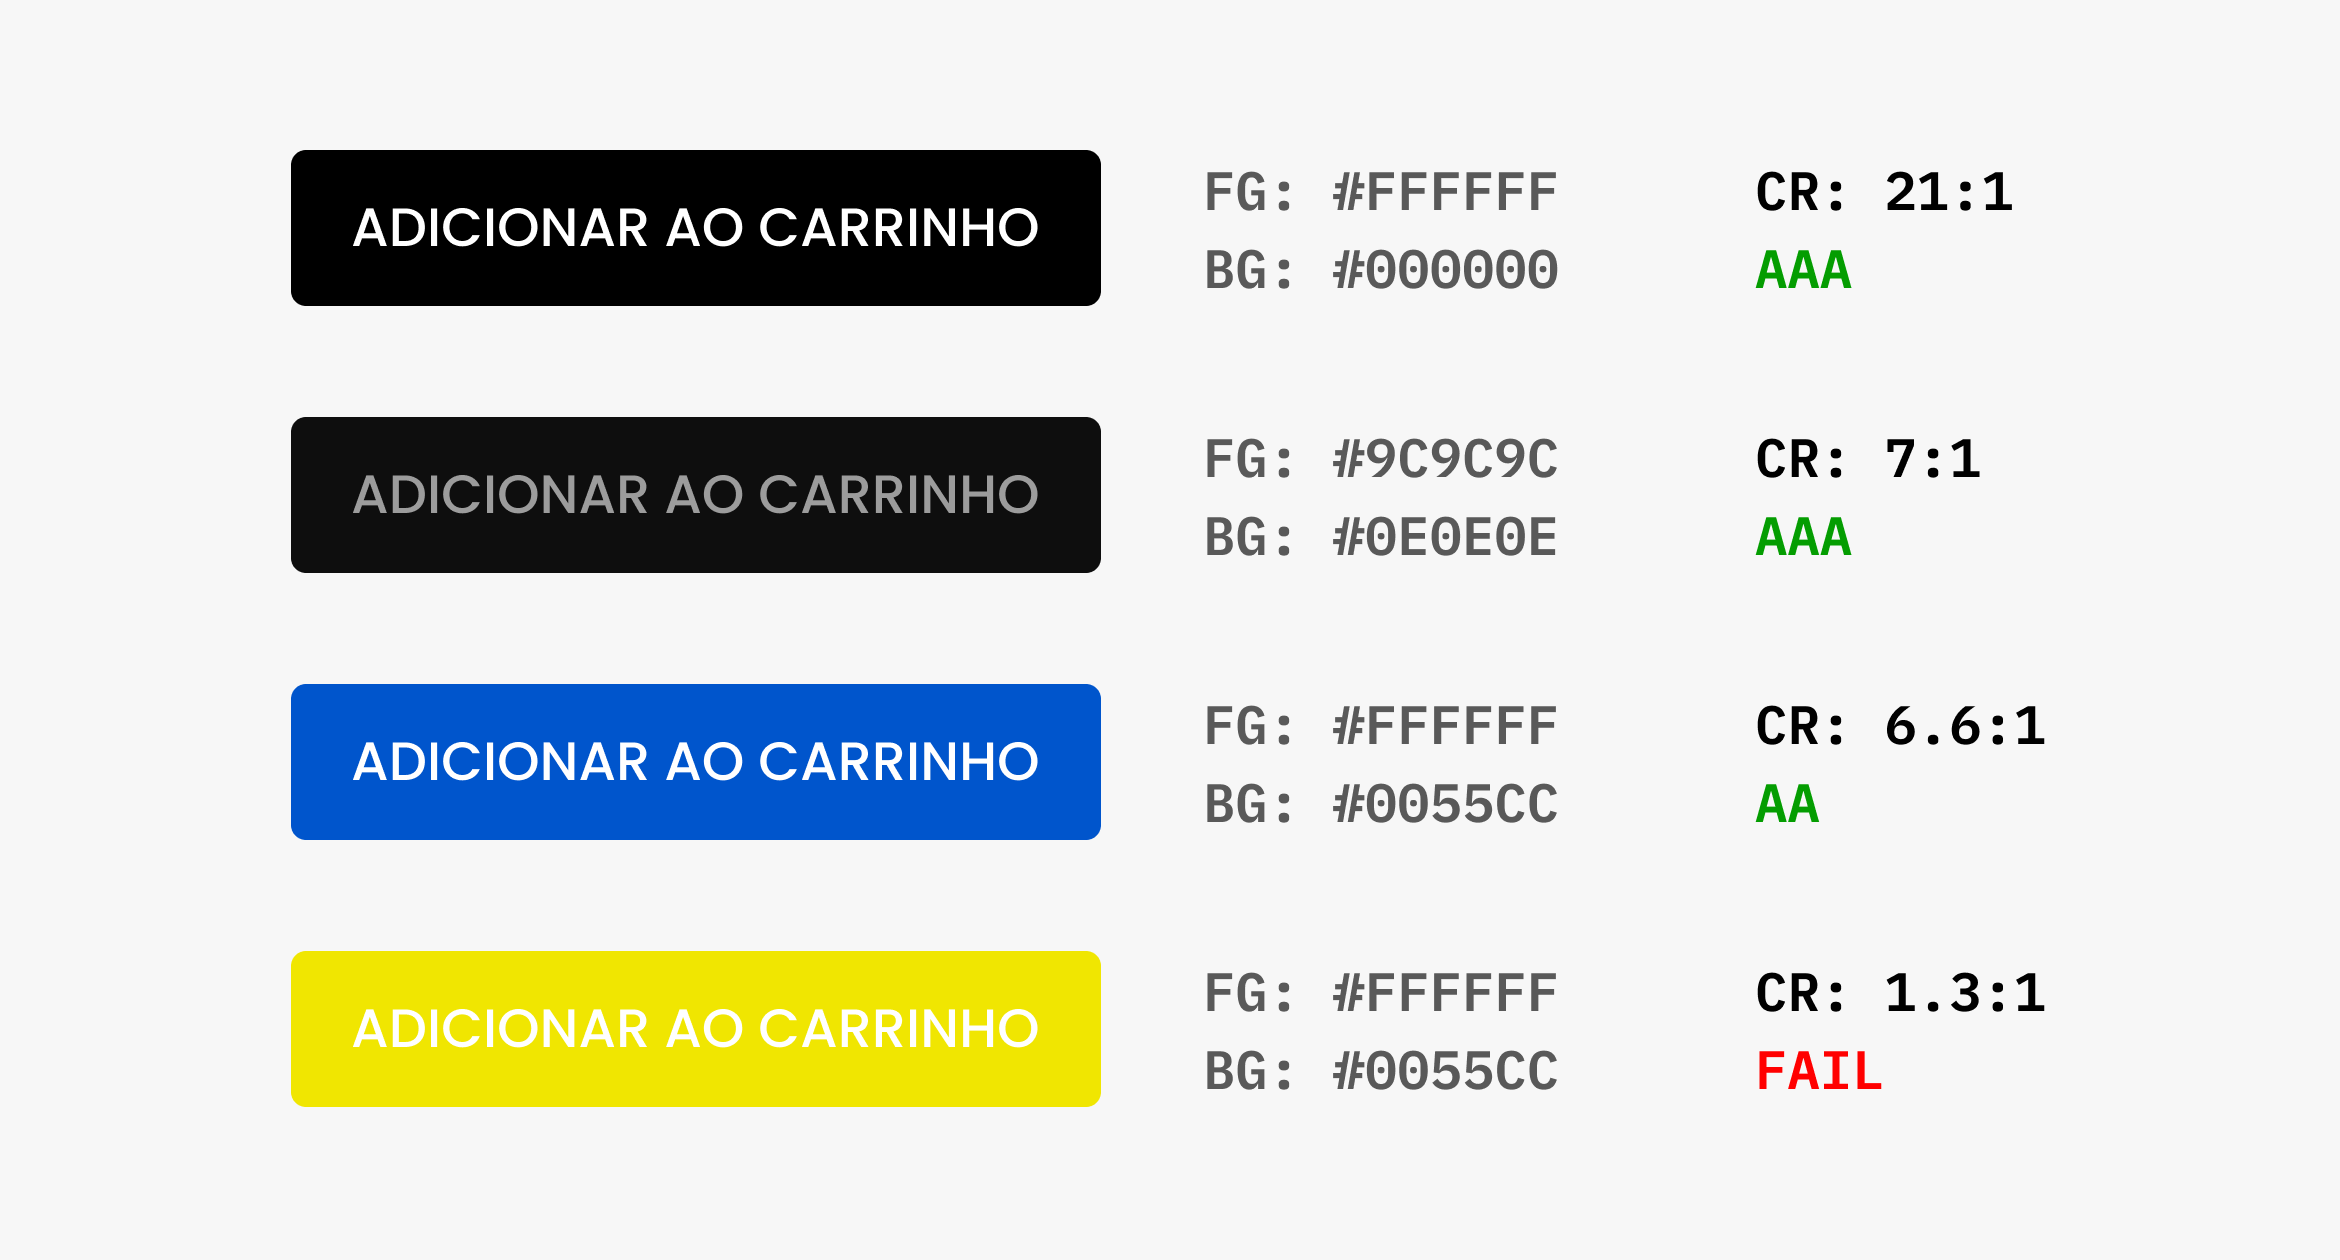 ADICIONAR AO CARRINHO
FG: #FFFFFF
BG: #000000
CR: 21:1
AAA
ADICIONAR AO CARRINHO
FG: #9C9C9C
BG: #0E0E0E
CR: 7:1
AAA
ADICIONAR AO CARRINHO
FG: #FFFFFF
BG: #0055CC
CR: 6.6:1
AA
ADICIONAR AO CARRINHO
FG: #FFFFFF
BG: #0055CC
CR: 1.3:1
FAIL